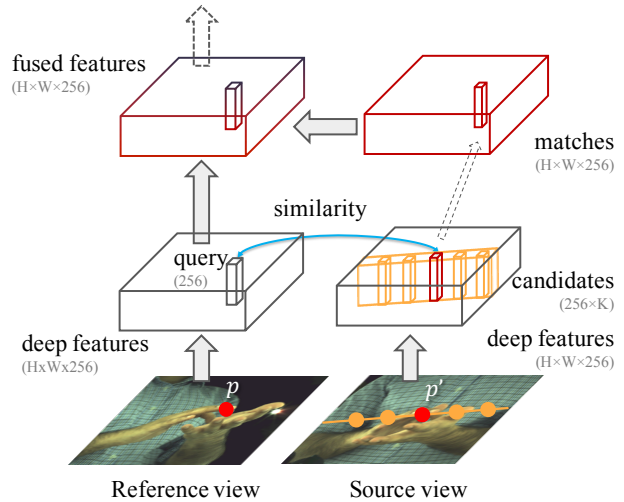 fused features
(H×W×256)
matches
(H×W×256)
similarity
query
(256)
candidates
(256×K)
deep features
(HxWx256)
deep features
(H×W×256)
p
p'
Reference view
Source view